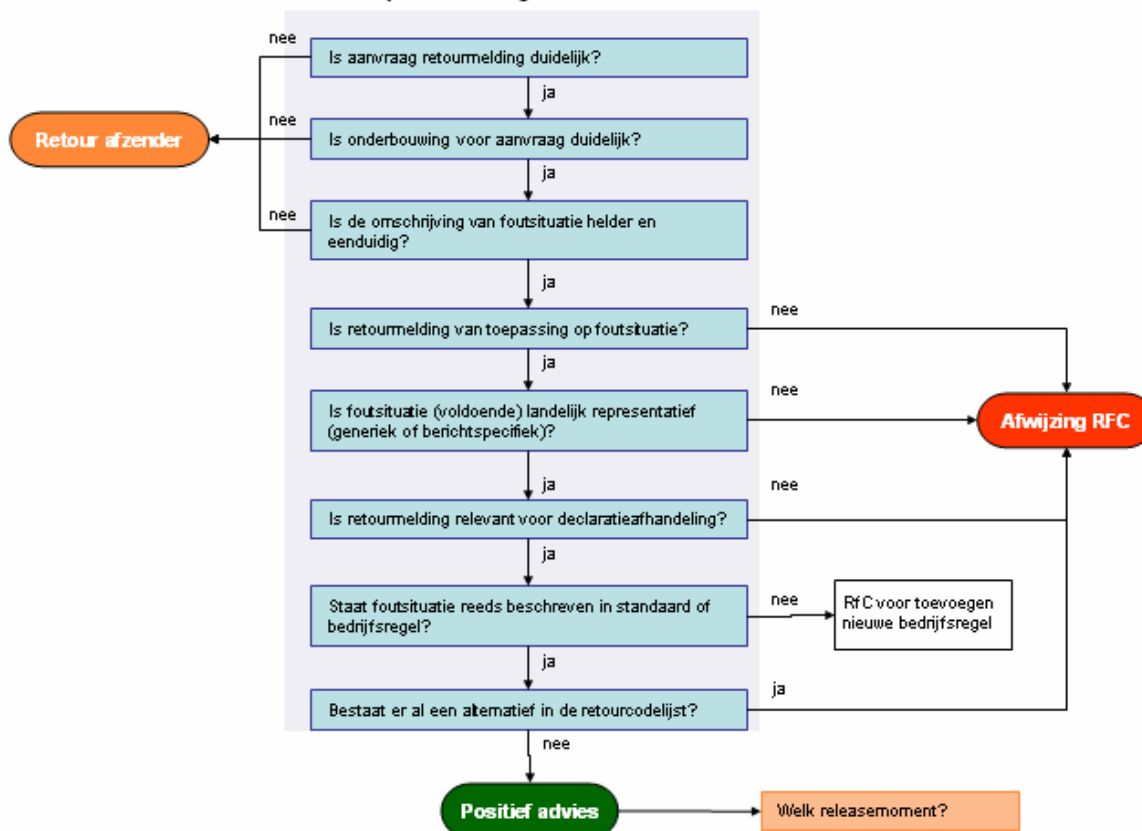 nee
Is aanvraag retourmelding duidelijk?
ja
Retour afzender
nee
Is onderbouwing voor aanvraag duidelijk?
ja
nee
Is de omschrijving van foutsituatie helder en
eenduidig?
ja
Is retourmelding van toepassing op foutsituatie?
nee
ja
Is foutsituatie (voldoende) landelijk representatief
(generiek of berichtspecifiek)?
nee
Afwijzing RFC
ja
nee
Is retourmelding relevant voor declaratieafhandeling?
ja
Staat foutsituatie reeds beschreven in standaard of
bedrijfsregel?
nee
RfC voor toevoegen
nieuwe bedrijfsregel
ja
ja
Bestaat er al een alternatief in de retourcodelijst?
nee
Positief advies
Welk releasemoment?